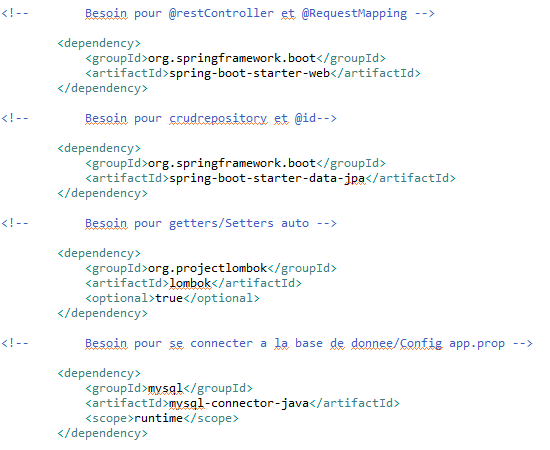 <!-- Besoin pour @restController et @RequestMapping -->
<dependency>
<groupId>org.springframework.boot</groupId>
<artifactId>spring-boot-starter-web</artifactId>
</dependency>
<!-- Besoin pour crudrepository et @id-->
<dependency>
<groupId>org.springframework.boot</groupId>
<artifactId>spring-boot-starter-data-jpa</artifactId>
</dependency>
<!-- Besoin pour getters/Setters auto -->
<dependency>
<groupId>org.projectlombok</groupId>
<artifactId>lombok</artifactId>
<optional>true</optional>
</dependency>
<!-- Besoin pour se connecter a la base de donnee/Config app.prop -->
<dependency>
<groupId>mysql</groupId>
<artifactId>mysql-connector-java</artifactId>
<scope>runtime</scope>
</dependency>